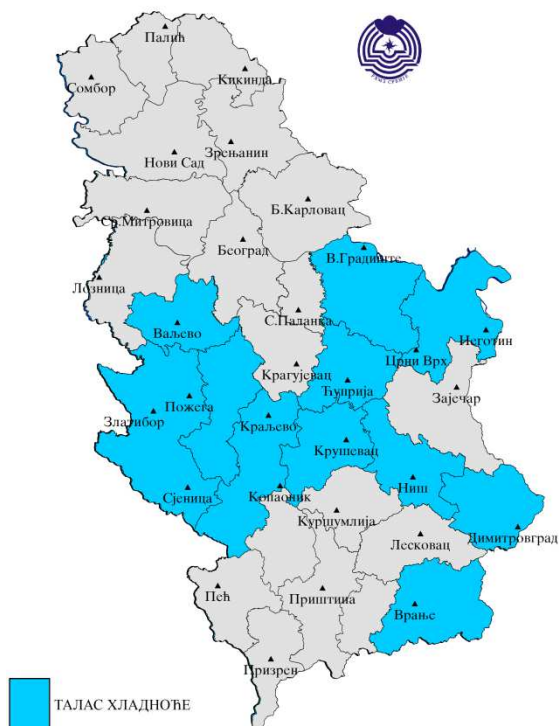 Палић
Сомбор
Кикинда
Зрењанин
Нови Сад
Б.Карловац
Ср.Митровица
Београд
В.Градиште
Лозница
С.Паланка
Ваљево
Неготин
Црни Врх
Крагујевац
Ћуприја
Зајечар
Пожега
Златибор
Краљево
Крушевац
Сјеница
Копаоник
Ниш
Куршумлија
Димитровград
Лесковац
Пећ
Приштина
Врање
Призрен
ТАЛАС ХЛАДНОЋЕ